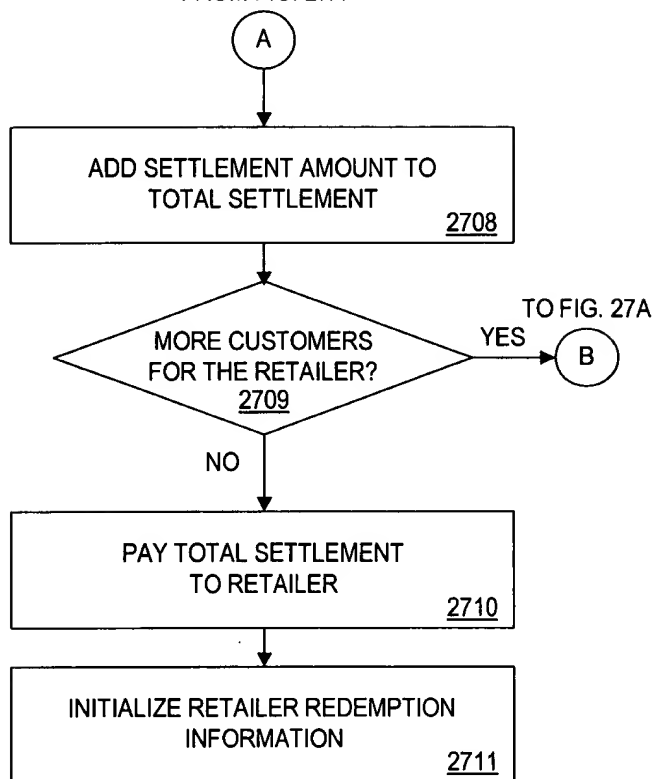 A
ADD SETTLEMENT AMOUNT TO
TOTAL SETTLEMENT
2708
TO FIG. 27A
MORE CUSTOMERS
FOR THE RETAILER?
2709
YES
B
NO
PAY TOTAL SETTLEMENT
TO RETAILER
2710
INITIALIZE RETAILER REDEMPTION
INFORMATION
2711